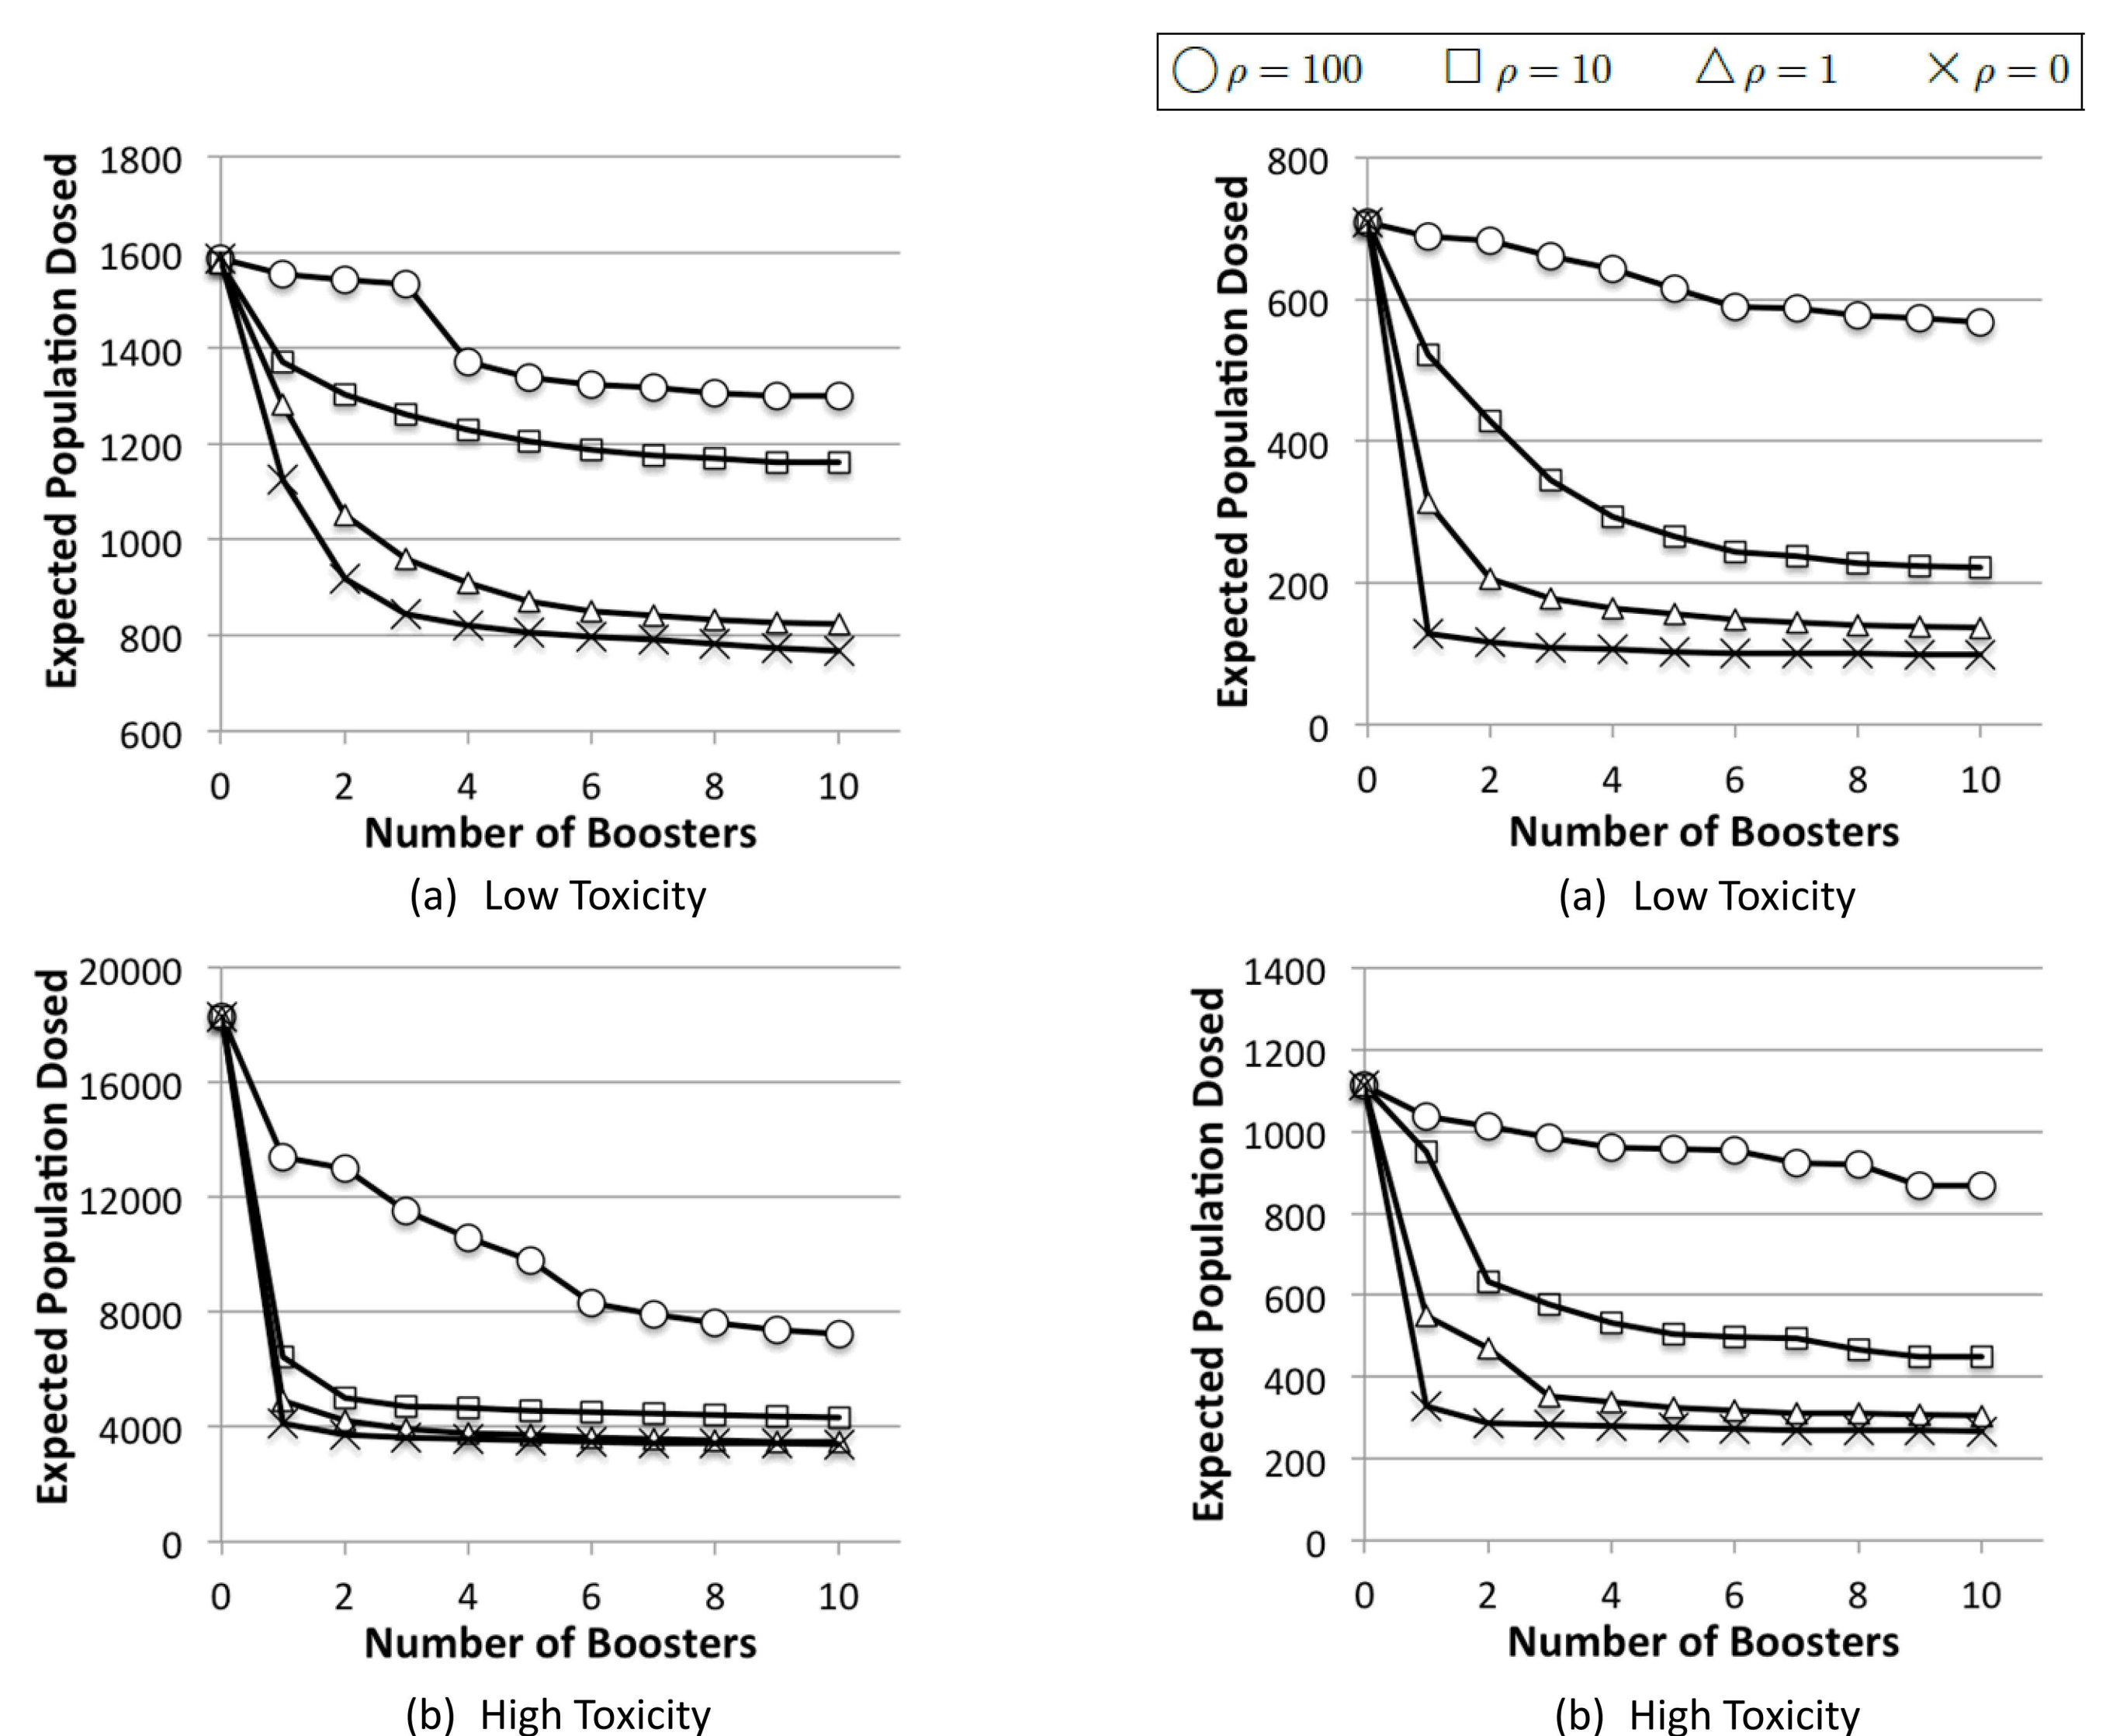 ρ = 100 ρ = 10 ρ = 1 ρ = 0
Expected Population Dosed
1800
1600
1400
1200
1000
800
600
0 2 4 6 8 10
Number of Boosters
(a) Low Toxicity
Expected Population Dosed
800
600
400
200
0
0 2 4 6 8 10
Number of Boosters
(a) Low Toxicity
Expected Population Dosed
20000
16000
12000
8000
4000
0
0 2 4 6 8 10
Number of Boosters
(b) High Toxicity
Expected Population Dosed
1400
1200
1000
800
600
400
200
0
0 2 4 6 8 10
Number of Boosters
(b) High Toxicity